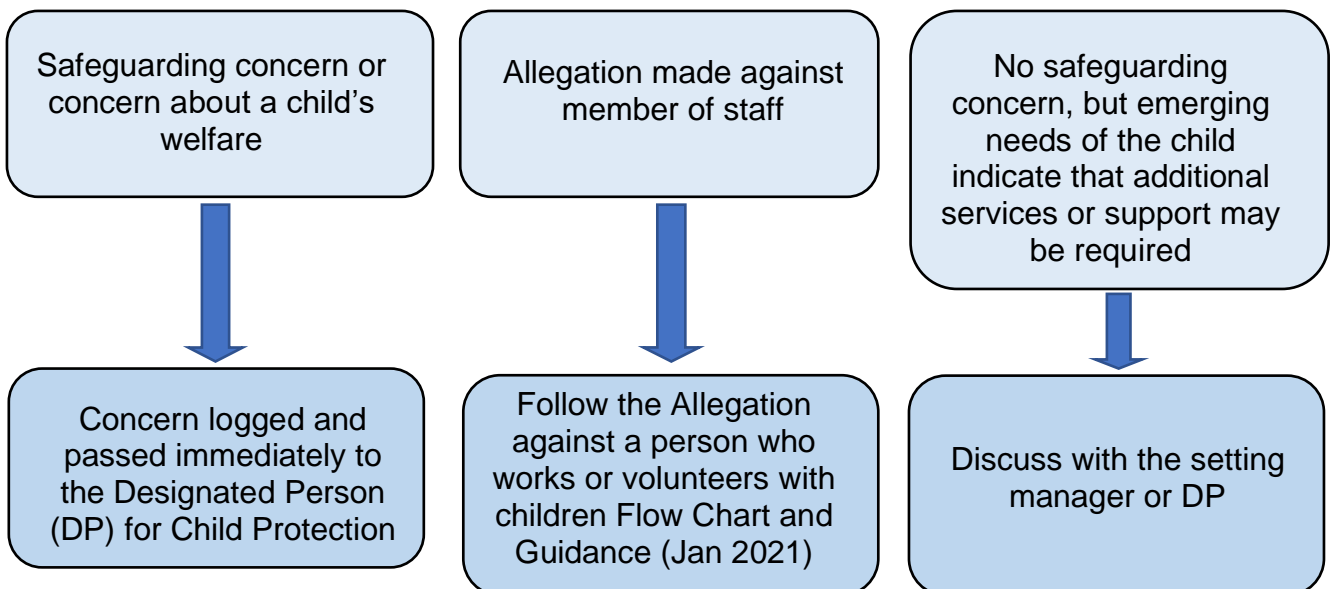 Safeguarding concern or
concern about a child’s
welfare
Allegation made against
member of staff
No safeguarding
concern, but emerging
needs of the child
indicate that additional
services or support may
be required
Concern logged and
passed immediately to
the Designated Person
(DP) for Child Protection
Follow the Allegation
against a person who
works or volunteers with
children Flow Chart and
Guidance (Jan 2021)
Discuss with the setting
manager or DP